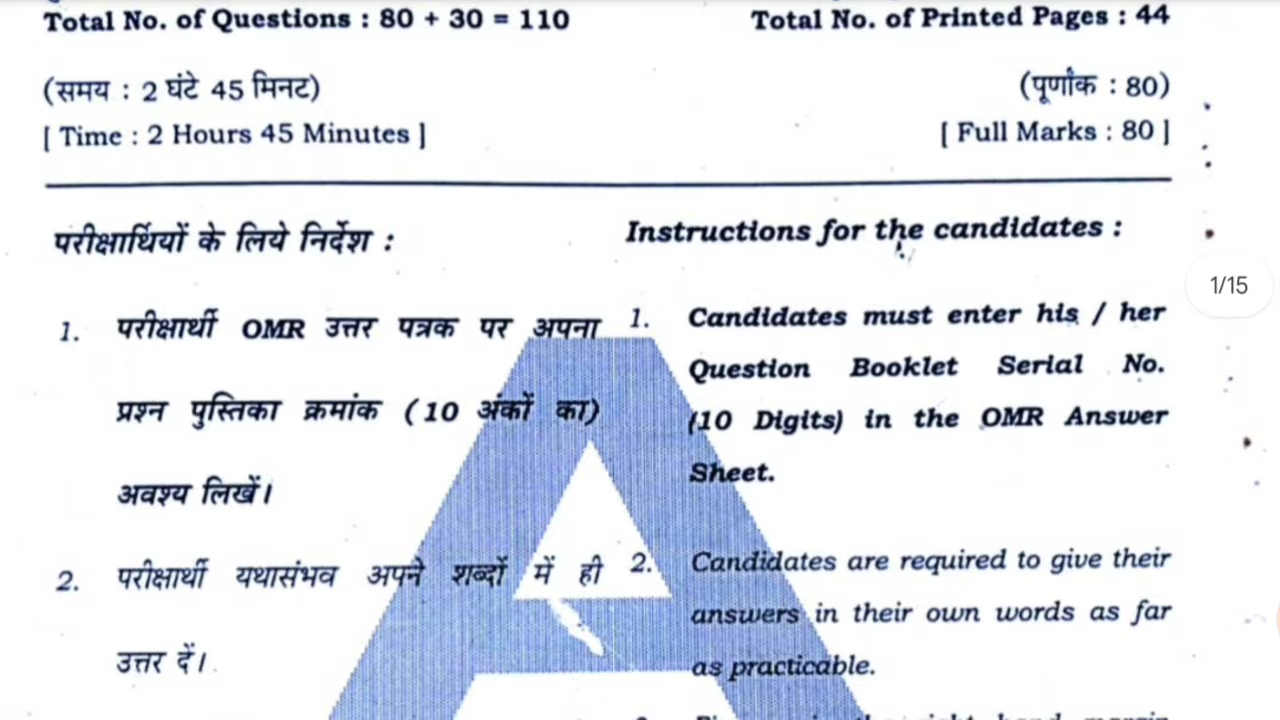 Total No. of Questions : 80 + 30 = 110
Total No. of Printed Pages : 44
(समय : 2 घंटे 45 मिनट)
(पूर्णांक : 80)
[ Time : 2 Hours 45 Minutes ]
[ Full Marks : 80 ]
परीक्षार्थियों के लिये निर्देश :
1. परीक्षार्थी OMR उत्तर पत्रक पर अपना
प्रश्न पुस्तिका क्रमांक (10 अंकों का)
अवश्य लिखें।
2. परीक्षार्थी यथासंभव अपने शब्दों में ही
उत्तर दें।
Instructions for the candidates :
1. Candidates must enter his / her
Question Booklet Serial No.
(10 Digits) in the OMR Answer
Sheet.
2. Candidates are required to give their
answers in their own words as far
as practicable.
right hand margin
A
1/15